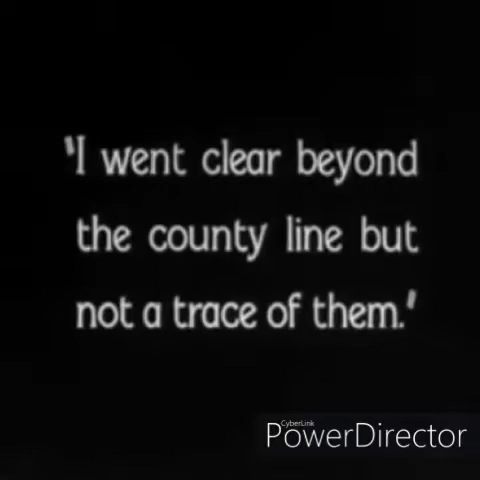 "I went clear beyond
the county line but
not a trace of them."
CyberLink
PowerDirector